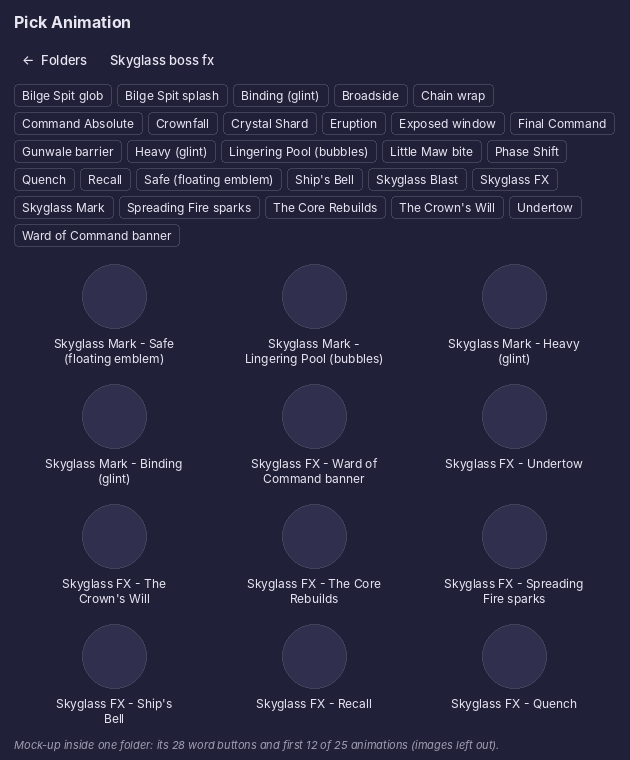 Pick Animation
← Folders Skyglass boss fx
Bilge Spit glob Bilge Spit splash Binding (glint) Broadside Chain wrap
Command Absolute Crownfall Crystal Shard Eruption Exposed window Final Command
Gunwale barrier Heavy (glint) Lingering Pool (bubbles) Little Maw bite Phase Shift
Quench Recall Safe (floating emblem) Ship's Bell Skyglass Blast Skyglass FX
Skyglass Mark Spreading Fire sparks The Core Rebuilds The Crown's Will Undertow
Ward of Command banner
Skyglass Mark - Safe
(floating emblem)
Skyglass Mark -
Lingering Pool (bubbles)
Skyglass Mark - Heavy
(glint)
Skyglass Mark - Binding
(glint)
Skyglass FX - Ward of
Command banner
Skyglass FX - Undertow
Skyglass FX - The
Crown's Will
Skyglass FX - The Core
Rebuilds
Skyglass FX - Spreading
Fire sparks
Skyglass FX - Ship's
Bell
Skyglass FX - Recall
Skyglass FX - Quench
Mock-up inside one folder: its 28 word buttons and first 12 of 25 animations (images left out).